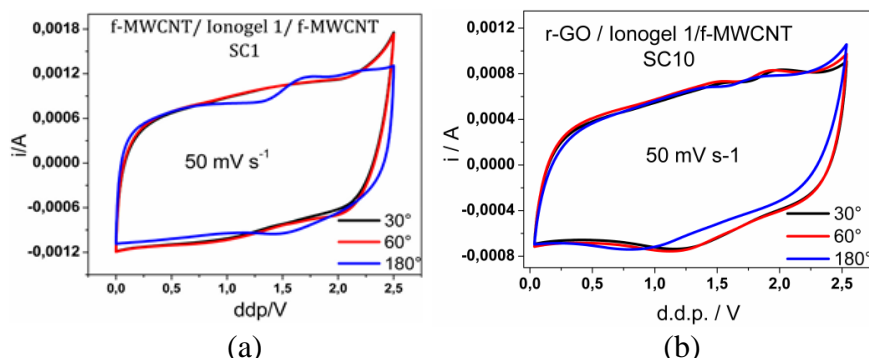 f-MWCNT/ Ionogel 1/ f-MWCNT
SC1
0,0018
0,0012
0,0006
0,0000
-0,0006
-0,0012
i/A
50 mV s⁻¹
30°
60°
180°
0,0 0,5 1,0 1,5 2,0 2,5
ddp/V
(a)
r-GO / Ionogel 1/f-MWCNT
SC10
0,0012
0,0008
0,0004
0,0000
-0,0004
-0,0008
i / A
50 mV s-1
30°
60°
180°
0,0 0,5 1,0 1,5 2,0 2,5
d.d.p. / V
(b)